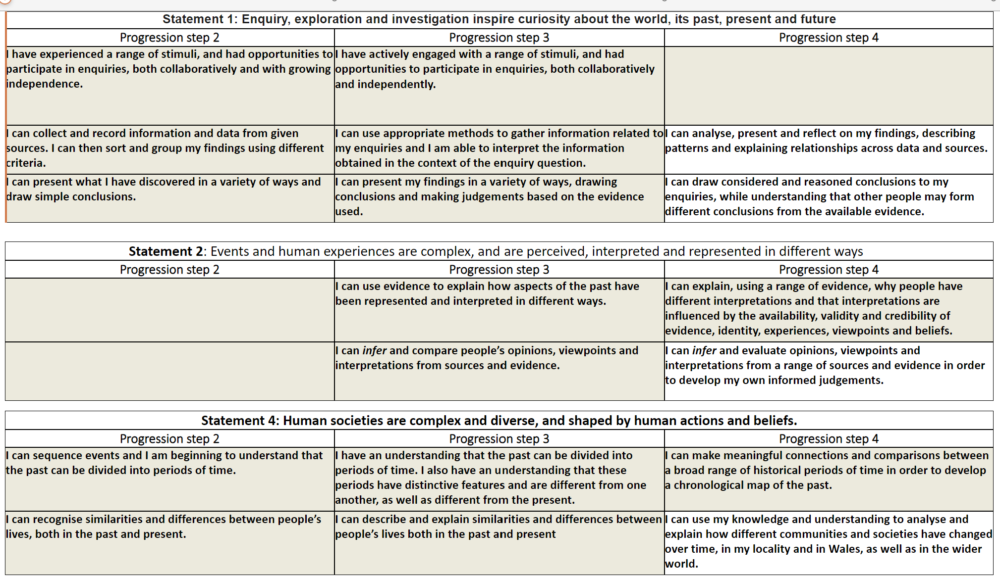 Statement 1: Enquiry, exploration and investigation inspire curiosity about the world, its past, present and future
Progression step 2
Progression step 3
Progression step 4
I have experienced a range of stimuli, and had opportunities to
participate in enquiries, both collaboratively and with growing
independence.
I have actively engaged with a range of stimuli, and had
opportunities to participate in enquiries, both collaboratively
and independently.
I can collect and record information and data from given
sources. I can then sort and group my findings using different
criteria.
I can use appropriate methods to gather information related to
my enquiries and I am able to interpret the information
obtained in the context of the enquiry question.
I can analyse, present and reflect on my findings, describing
patterns and explaining relationships across data and sources.
I can present what I have discovered in a variety of ways and
draw simple conclusions.
I can present my findings in a variety of ways, drawing
conclusions and making judgements based on the evidence
used.
I can draw considered and reasoned conclusions to my
enquiries, while understanding that other people may form
different conclusions from the available evidence.
Statement 2: Events and human experiences are complex, and are perceived, interpreted and represented in different ways
Progression step 2
Progression step 3
Progression step 4
I can use evidence to explain how aspects of the past have
been represented and interpreted in different ways.
I can explain, using a range of evidence, why people have
different interpretations and that interpretations are
influenced by the availability, validity and credibility of
evidence, identity, experiences, viewpoints and beliefs.
I can infer and compare people’s opinions, viewpoints and
interpretations from sources and evidence.
I can infer and evaluate opinions, viewpoints and
interpretations from a range of sources and evidence in order
to develop my own informed judgements.
Statement 4: Human societies are complex and diverse, and shaped by human actions and beliefs.
Progression step 2
Progression step 3
Progression step 4
I can sequence events and I am beginning to understand that
the past can be divided into periods of time.
I have an understanding that the past can be divided into
periods of time. I also have an understanding that these
periods have distinctive features and are different from one
another, as well as different from the present.
I can make meaningful connections and comparisons between
a broad range of historical periods of time in order to develop
a chronological map of the past.
I can recognise similarities and differences between people’s
lives, both in the past and present.
I can describe and explain similarities and differences between
people’s lives both in the past and present
I can use my knowledge and understanding to analyse and
explain how different communities and societies have changed
over time, in my locality and in Wales, as well as in the wider
world.